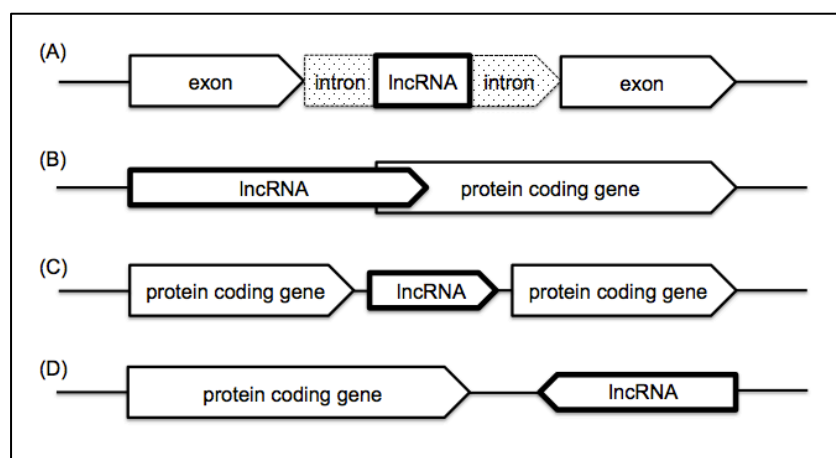 (A)
exon intron lncRNA intron exon
(B)
lncRNA protein coding gene
(C)
protein coding gene lncRNA protein coding gene
(D)
protein coding gene lncRNA